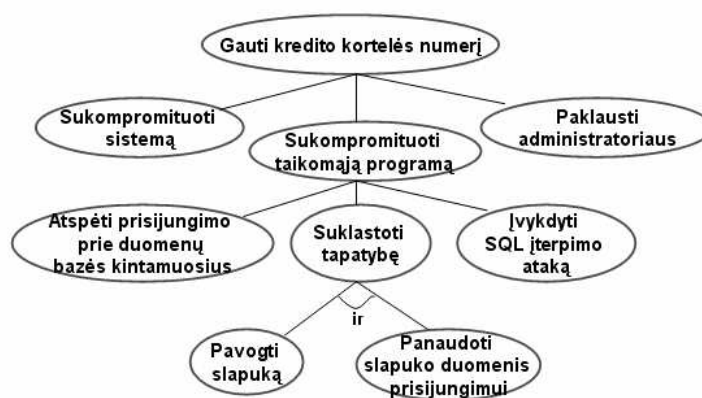 Gauti kredito kortelės numerį
Sukompromituoti
sistemą
Sukompromituoti
taikomąją programą
Paklausti
administratoriaus
Atspėti prisijungimo
prie duomenų
bazės kintamuosius
Suklastoti
tapatybę
Įvykdyti
SQL įterpimo
ataką
ir
Pavogti
slapuką
Panaudoti
slapuko duomenis
prisijungimui